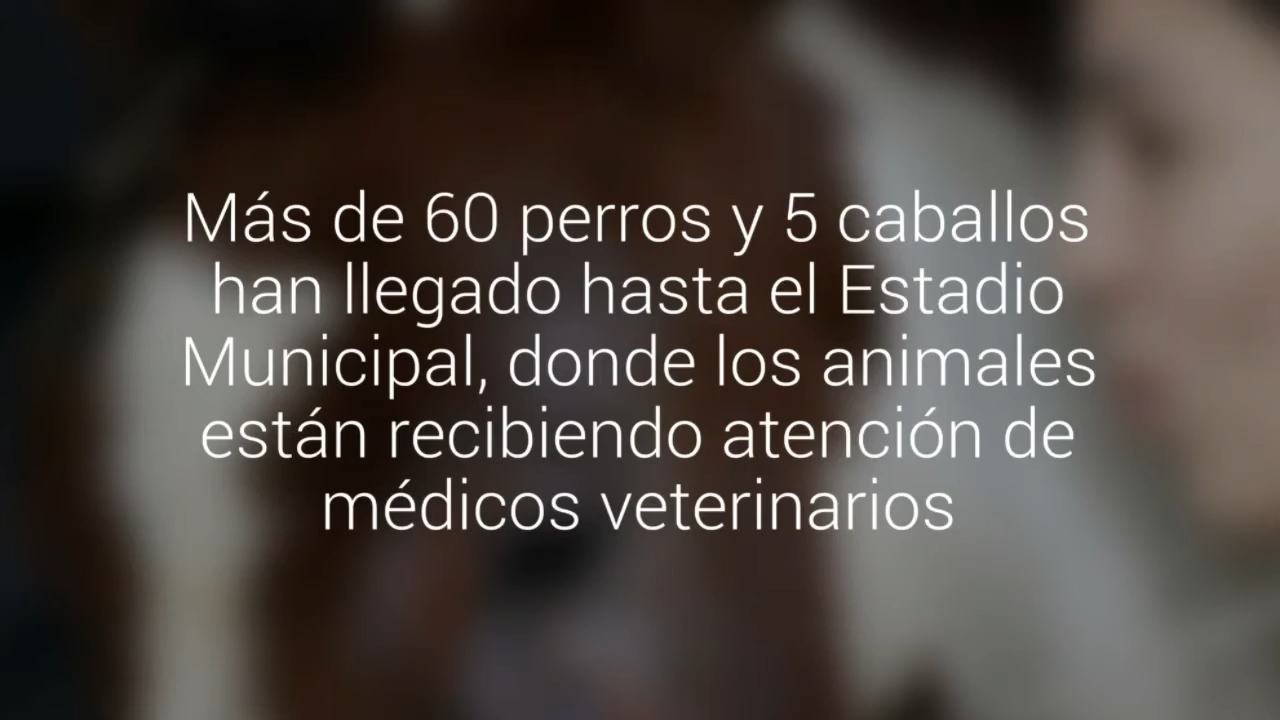 Más de 60 perros y 5 caballos
han llegado hasta el Estadio
Municipal, donde los animales
están recibiendo atención de
médicos veterinarios